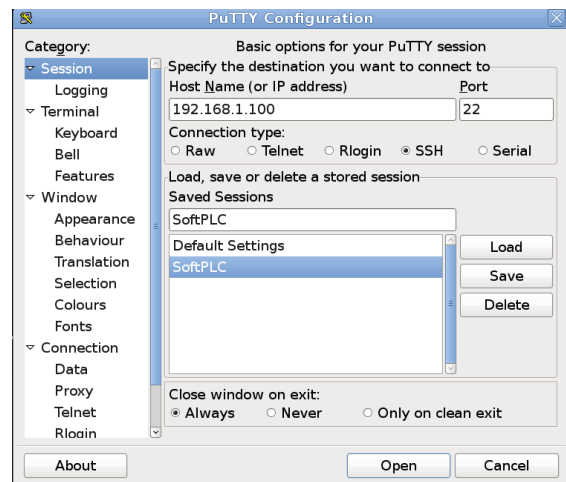 PuTTY Configuration
Category:
Session
Logging
Terminal
Keyboard
Bell
Features
Window
Appearance
Behaviour
Translation
Selection
Colours
Fonts
Connection
Data
Proxy
Telnet
Rlogin
Basic options for your PuTTY session
Specify the destination you want to connect to
Host Name (or IP address) Port
192.168.1.100 22
Connection type:
Raw Telnet Rlogin SSH Serial
Load, save or delete a stored session
Saved Sessions
SoftPLC
Default Settings
SoftPLC
Load
Save
Delete
Close window on exit:
Always Never Only on clean exit
About Open Cancel